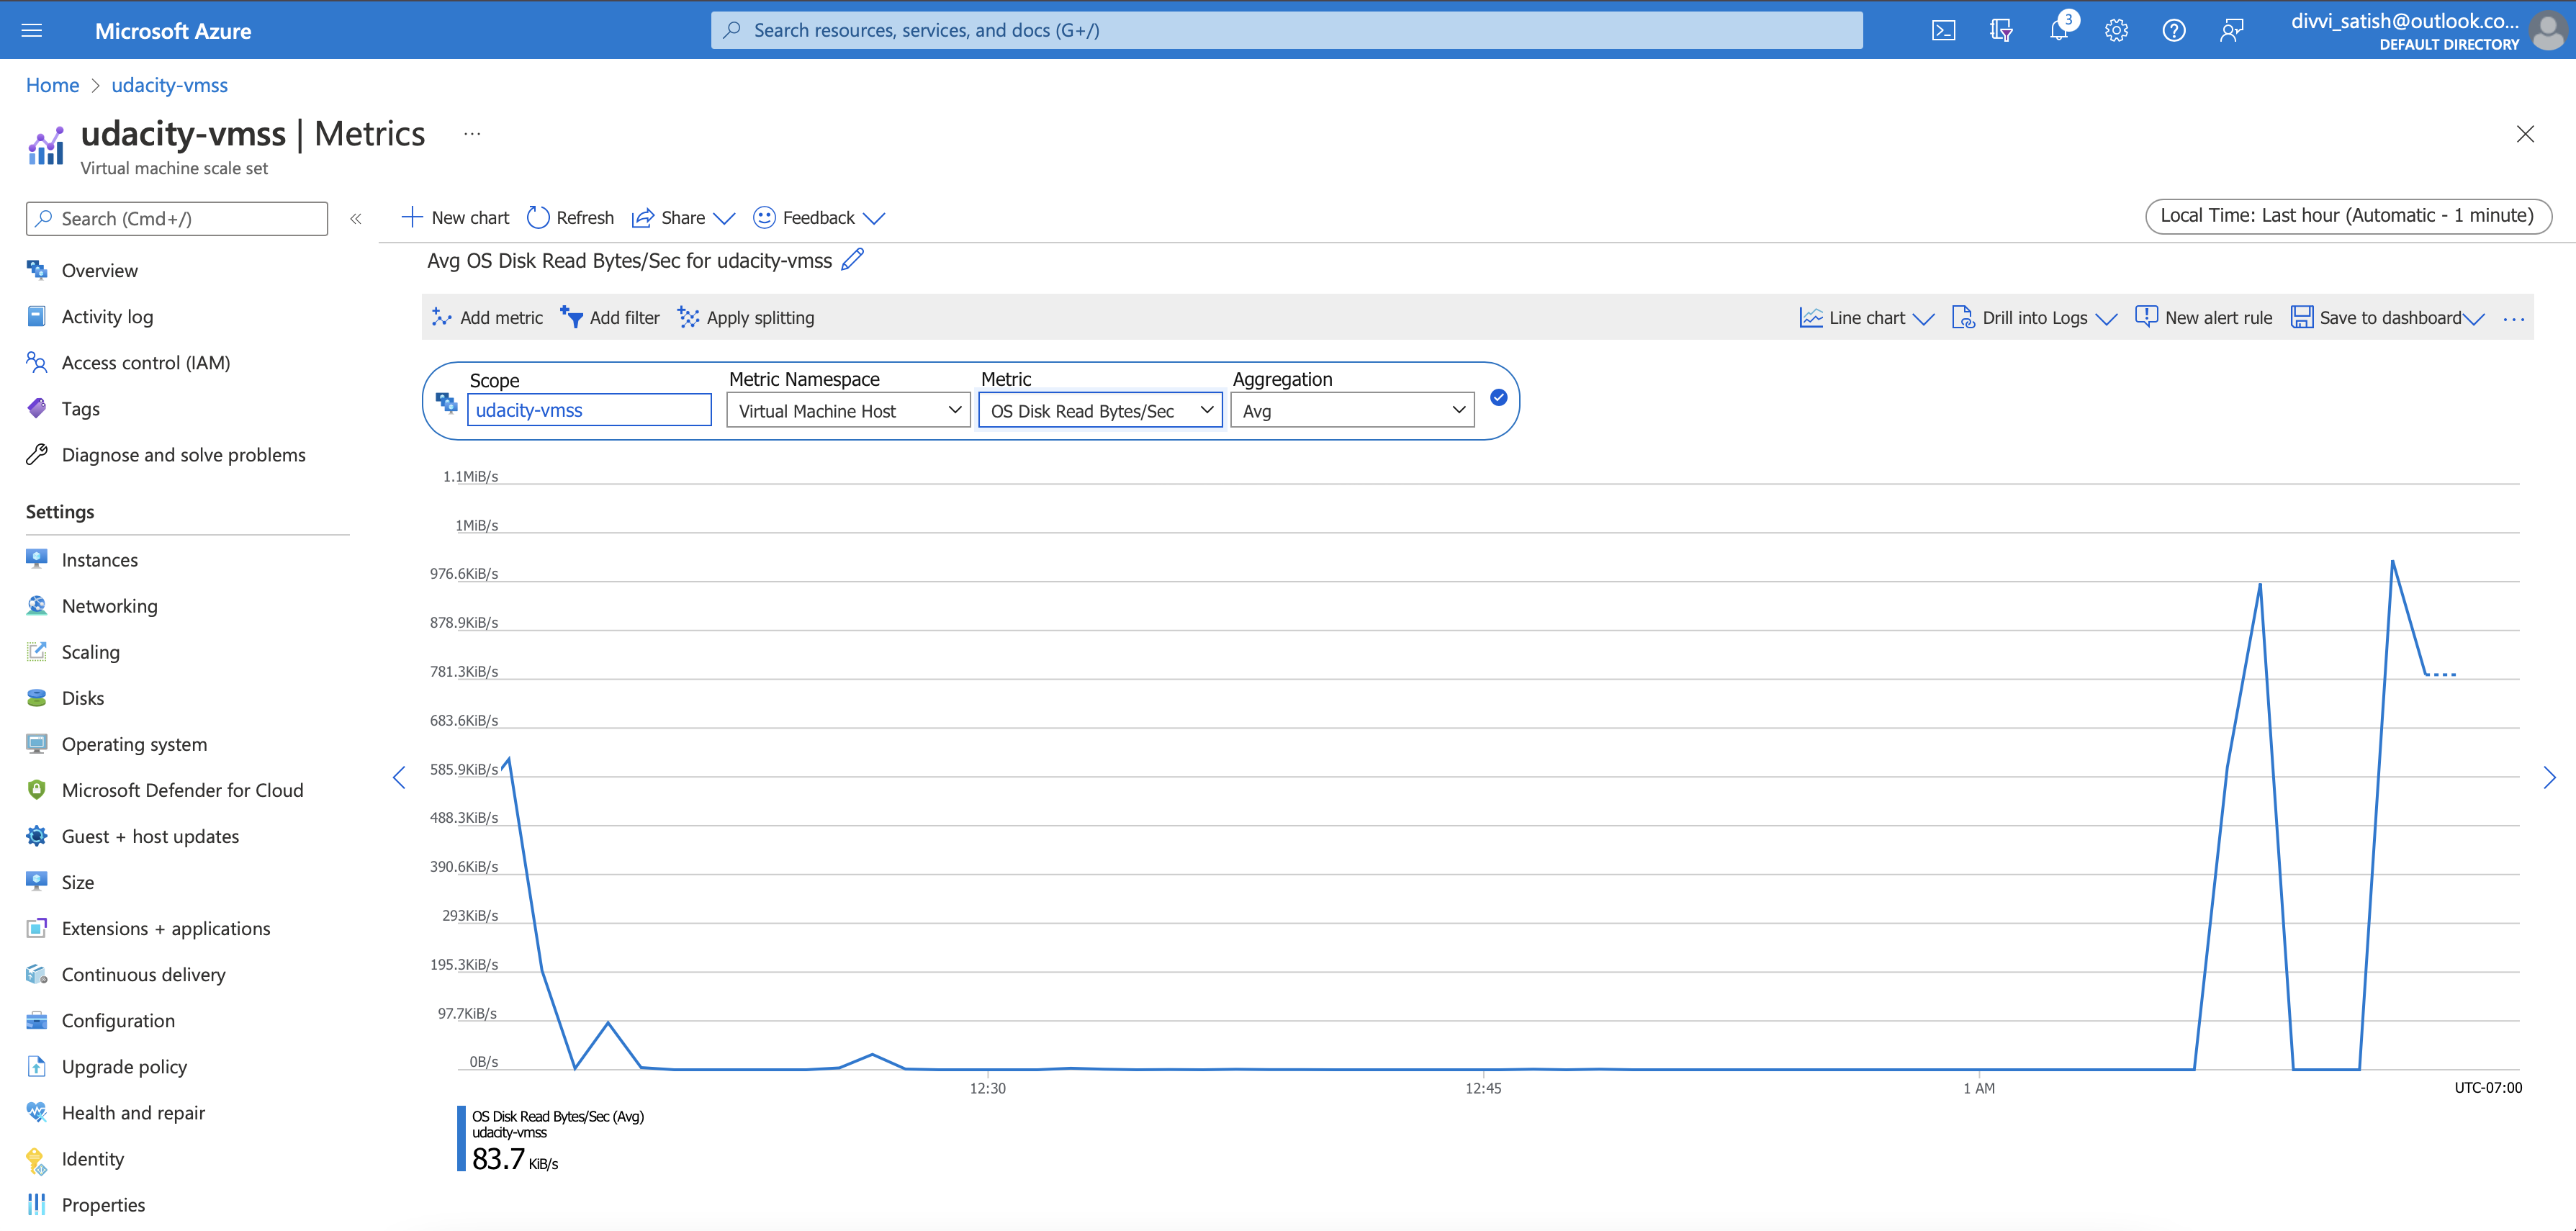 Microsoft Azure
Search resources, services, and docs (G+/)
3
divvi_satish@outlook.co...
DEFAULT DIRECTORY
Home > udacity-vmss
udacity-vmss | Metrics ...
Virtual machine scale set
Search (Cmd+/)
«
Overview
Activity log
Access control (IAM)
Tags
Diagnose and solve problems
Settings
Instances
Networking
Scaling
Disks
Operating system
Microsoft Defender for Cloud
Guest + host updates
Size
Extensions + applications
Continuous delivery
Configuration
Upgrade policy
Health and repair
Identity
Properties
New chart Refresh Share Feedback
Local Time: Last hour (Automatic - 1 minute)
Avg OS Disk Read Bytes/Sec for udacity-vmss
Add metric Add filter Apply splitting
Line chart Drill into Logs New alert rule Save to dashboard ...
Scope Metric Namespace Metric Aggregation
udacity-vmss Virtual Machine Host OS Disk Read Bytes/Sec Avg
1.1MiB/s
1MiB/s
976.6KiB/s
878.9KiB/s
781.3KiB/s
683.6KiB/s
585.9KiB/s
488.3KiB/s
390.6KiB/s
293KiB/s
195.3KiB/s
97.7KiB/s
0B/s
12:30 12:45 1 AM UTC-07:00
OS Disk Read Bytes/Sec (Avg)
udacity-vmss
83.7 KiB/s